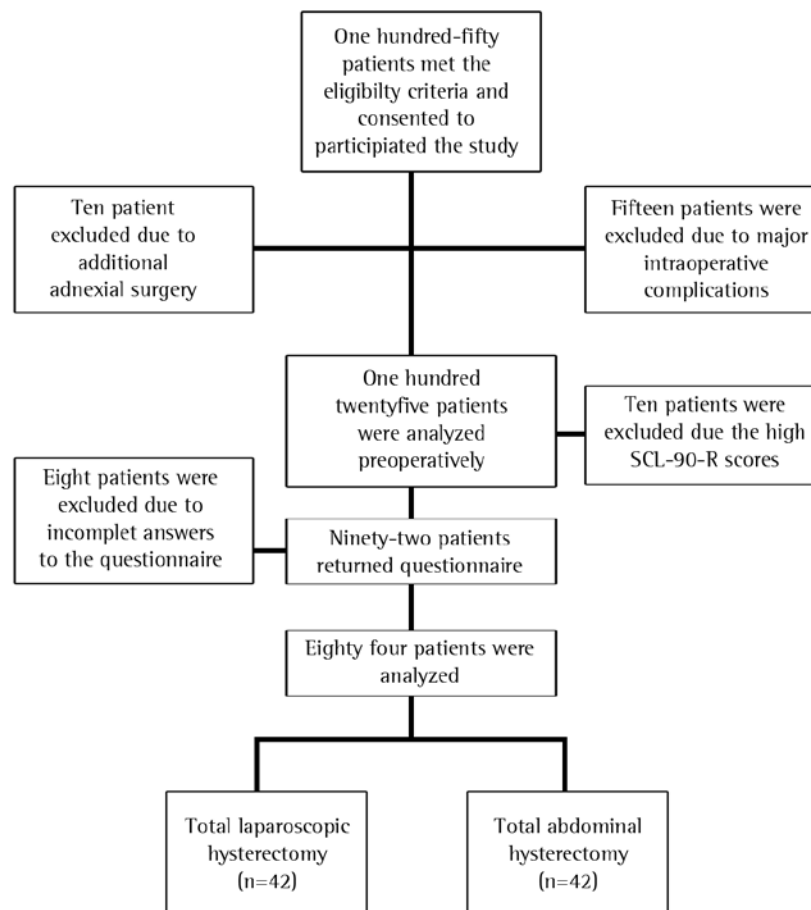 One hundred-fifty
patients met the
eligibilty criteria and
consented to
participiated the study
Ten patient
excluded due to
additional
adnexial surgery
Fifteen patients were
excluded due to major
intraoperative
complications
One hundred
twentyfive patients
were analyzed
preoperatively
Ten patients were
excluded due the high
SCL-90-R scores
Eight patients were
excluded due to
incomplet answers
to the questionnaire
Ninety-two patients
returned questionnaire
Eighty four patients were
analyzed
Total laparoscopic
hysterectomy
(n=42)
Total abdominal
hysterectomy
(n=42)